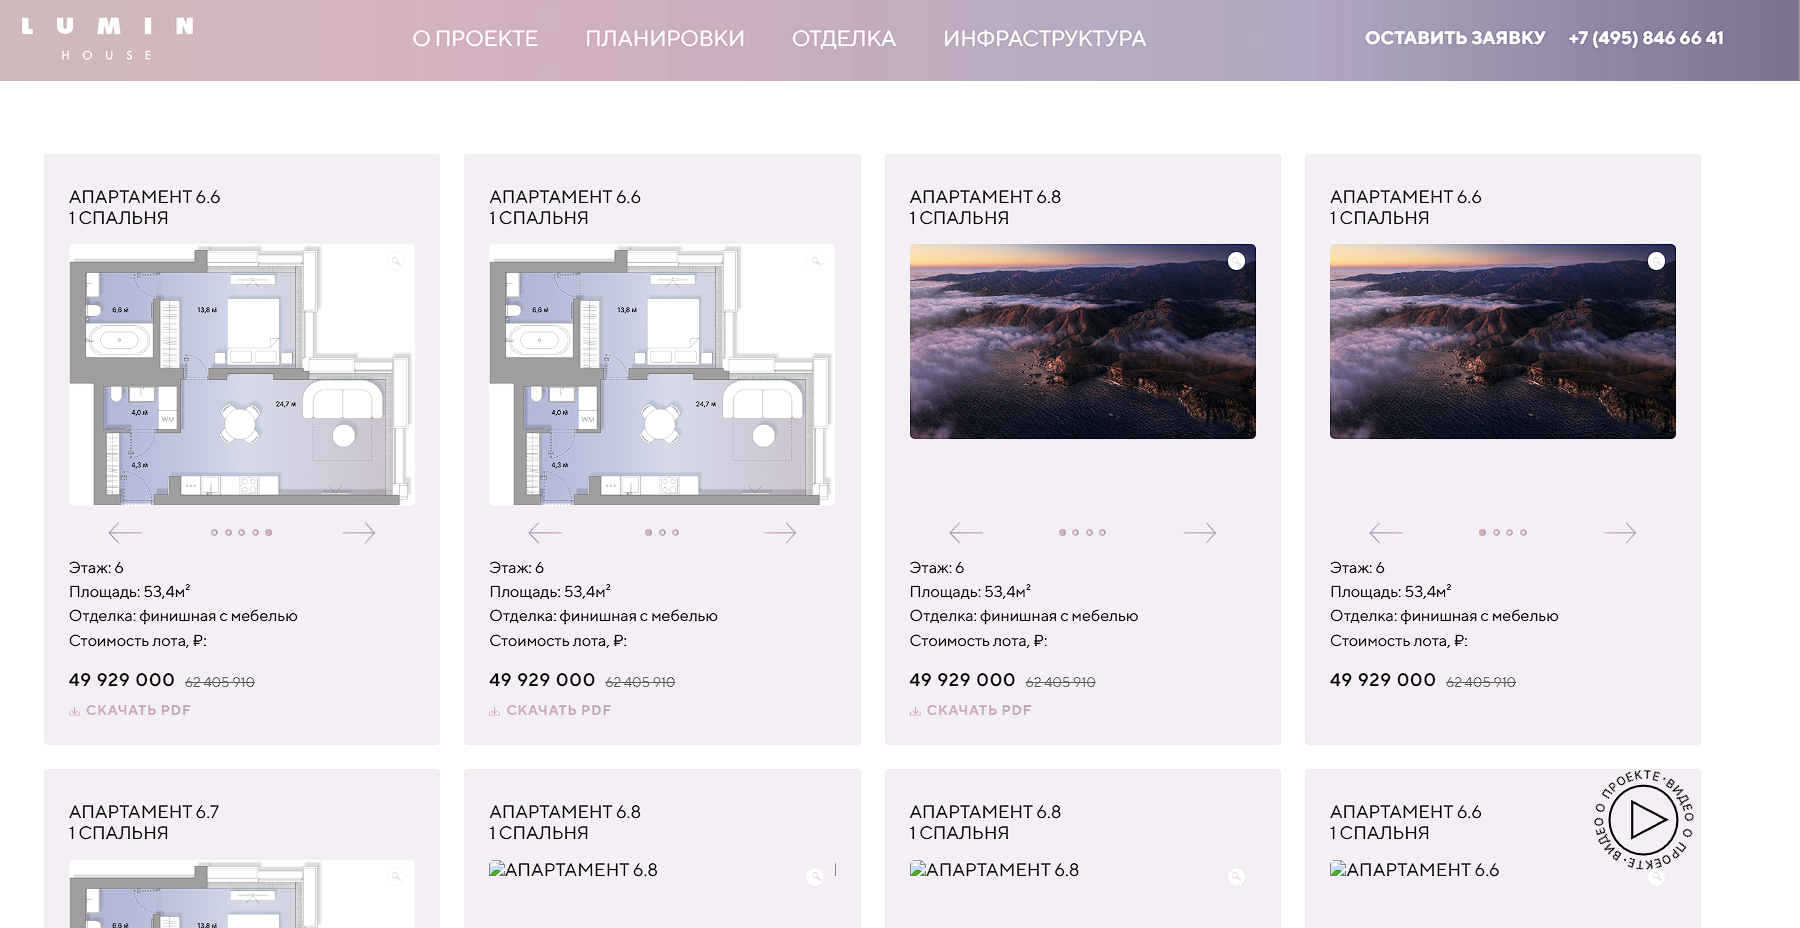 LUMIN
HOUSE
О ПРОЕКТЕ
ПЛАНИРОВКИ
ОТДЕЛКА
ИНФРАСТРУКТУРА
ОСТАВИТЬ ЗАЯВКУ
+7 (495) 846 66 41
АПАРТАМЕНТ 6.6
1 СПАЛЬНЯ
6,6 м
13,8 м
24,7 м
4,0 м
WM
4,3 м
Этаж: 6
Площадь: 53,4м²
Отделка: финишная с мебелью
Стоимость лота, ₽:
49 929 000 62 405 910
СКАЧАТЬ PDF
АПАРТАМЕНТ 6.6
1 СПАЛЬНЯ
6,6 м
13,8 м
24,7 м
4,0 м
WM
4,3 м
Этаж: 6
Площадь: 53,4м²
Отделка: финишная с мебелью
Стоимость лота, ₽:
49 929 000 62 405 910
СКАЧАТЬ PDF
АПАРТАМЕНТ 6.8
1 СПАЛЬНЯ
Этаж: 6
Площадь: 53,4м²
Отделка: финишная с мебелью
Стоимость лота, ₽:
49 929 000 62 405 910
СКАЧАТЬ PDF
АПАРТАМЕНТ 6.6
1 СПАЛЬНЯ
Этаж: 6
Площадь: 53,4м²
Отделка: финишная с мебелью
Стоимость лота, ₽:
49 929 000 62 405 910
АПАРТАМЕНТ 6.7
1 СПАЛЬНЯ
6,6 м
13,8 м
АПАРТАМЕНТ 6.8
1 СПАЛЬНЯ
АПАРТАМЕНТ 6.8
АПАРТАМЕНТ 6.8
1 СПАЛЬНЯ
АПАРТАМЕНТ 6.8
АПАРТАМЕНТ 6.6
1 СПАЛЬНЯ
АПАРТАМЕНТ 6.6
ВИДЕО О ПРОЕКТЕ • ВИДЕО О ПРОЕКТЕ •